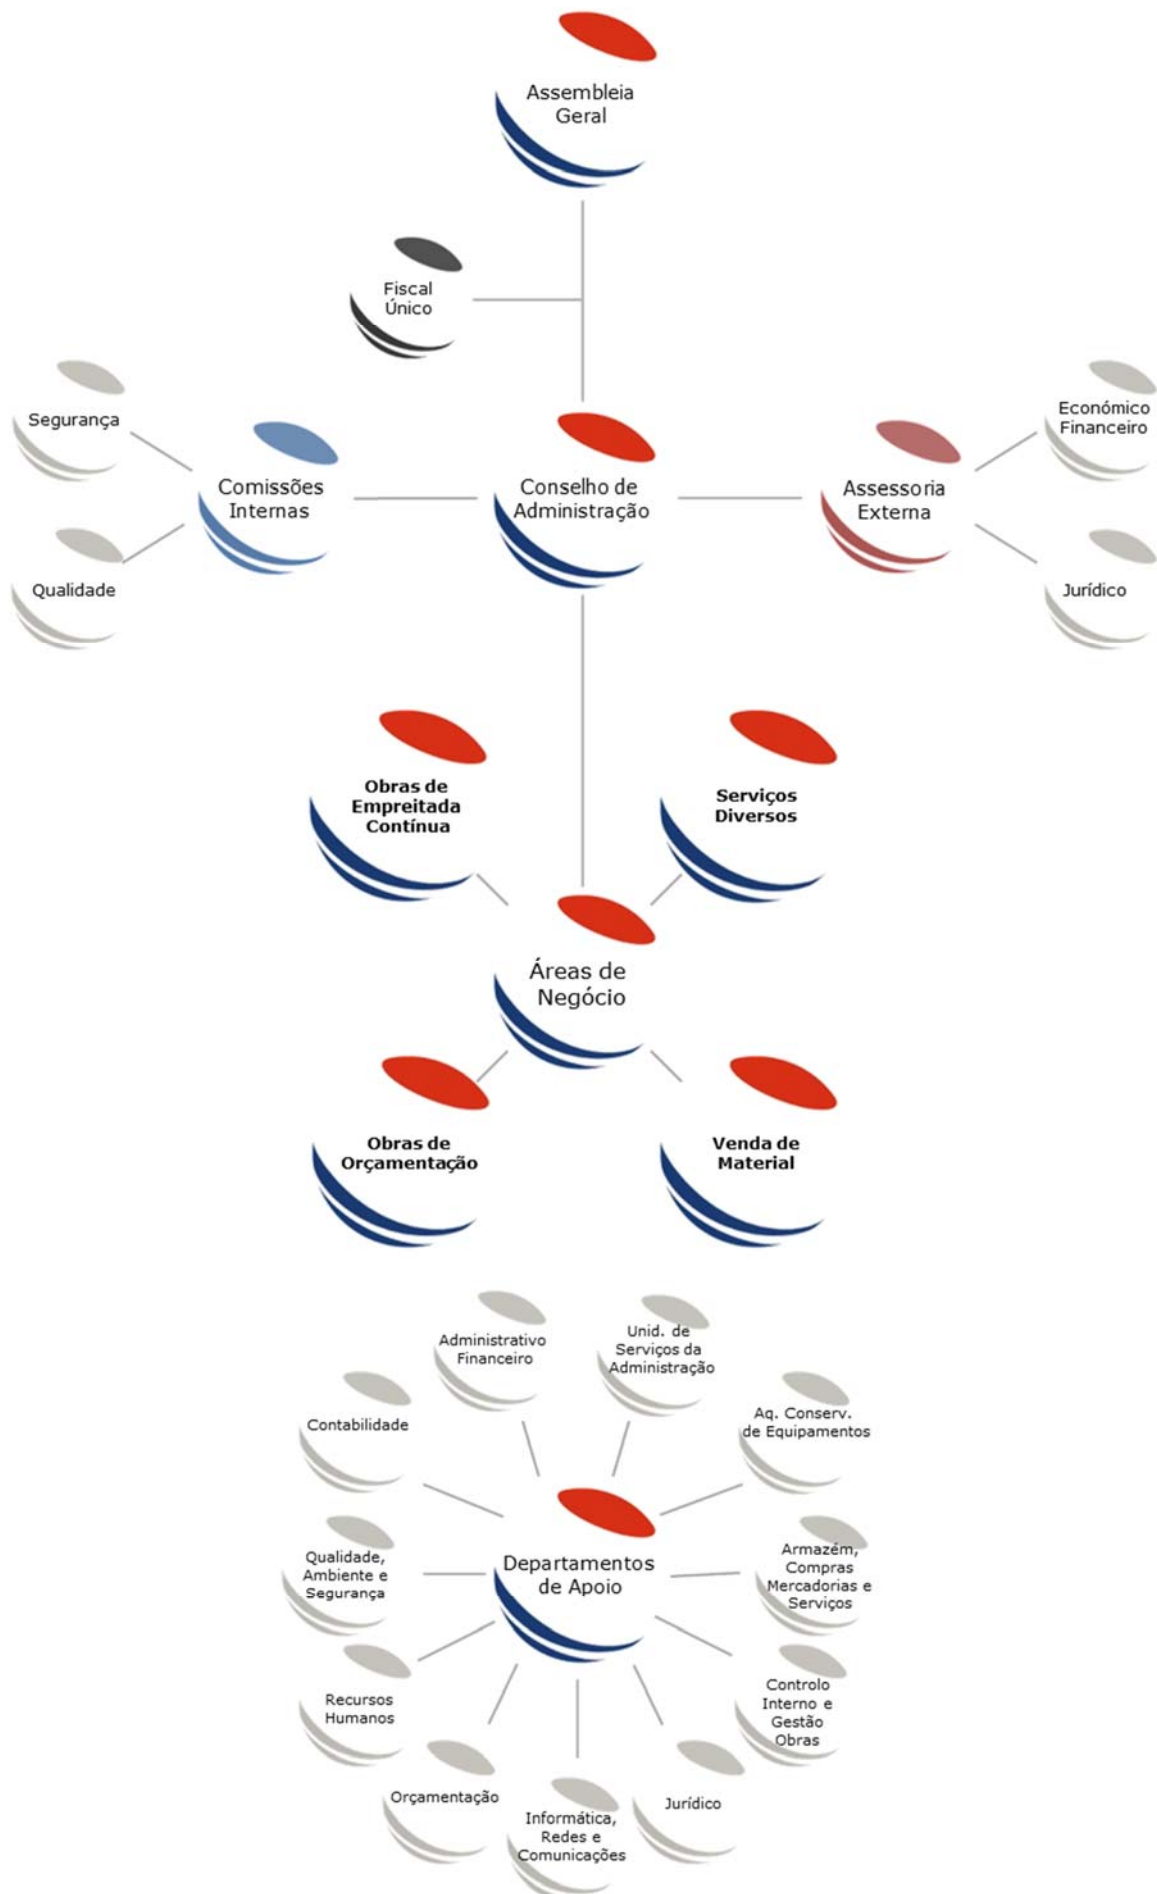 Assembleia
Geral
Fiscal
Único
Segurança
Comissões
Internas
Qualidade
Conselho de
Administração
Assessoria
Externa
Económico
Financeiro
Jurídico
Obras de
Empreitada
Contínua
Serviços
Diversos
Áreas de
Negócio
Obras de
Orçamentação
Venda de
Material
Administrativo
Financeiro
Unid. de
Serviços da
Administração
Contabilidade
Aq. Conserv.
de Equipamentos
Departamentos
de Apoio
Qualidade,
Ambiente e
Segurança
Armazém,
Compras
Mercadorias e
Serviços
Recursos
Humanos
Controlo
Interno e
Gestão
Obras
Orçamentação
Informática,
Redes e
Comunicações
Jurídico